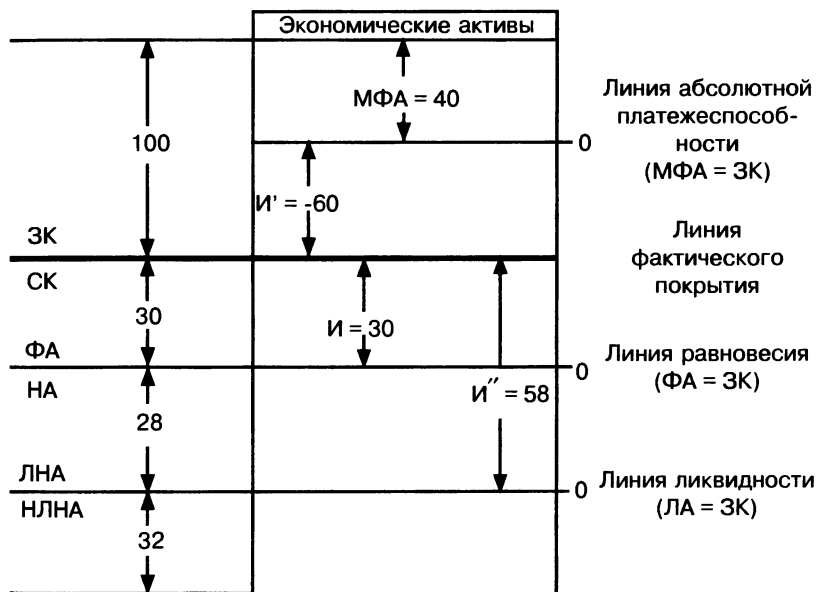 Экономические активы
МФА = 40
100
0
Линия абсолютной
платежеспособ-
ности
(МФА = ЗК)
И' = -60
ЗК
СК
Линия
фактического
покрытия
30
И = 30
ФА
НА
0
Линия равновесия
(ФА = ЗК)
И'' = 58
28
ЛНА
НЛНА
0
Линия ликвидности
(ЛА = ЗК)
32